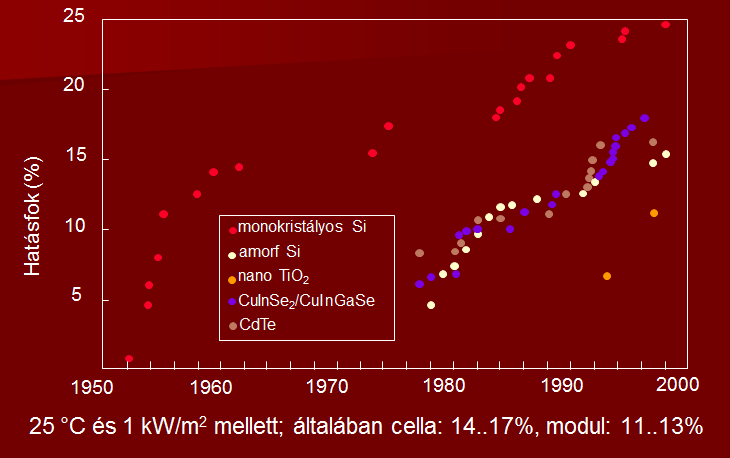 25
20
15
10
5
Hatásfok (%)
monokristályos Si
amorf Si
nano TiO₂
CuInSe₂/CuInGaSe
CdTe
1950 1960 1970 1980 1990 2000
25 °C és 1 kW/m² mellett; általában cella: 14..17%, modul: 11..13%